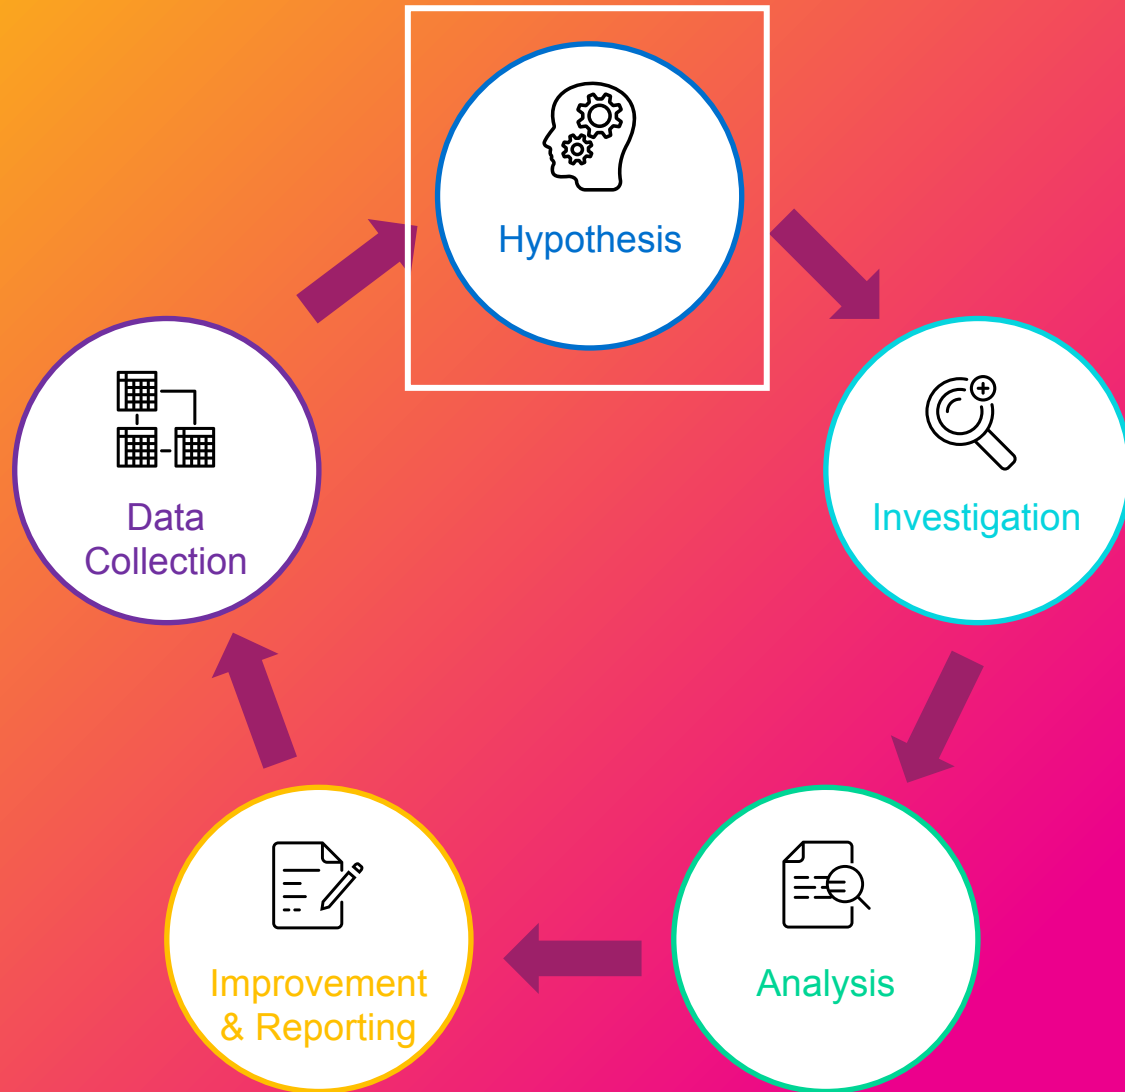 Hypothesis
Investigation
Analysis
Improvement
& Reporting
Data
Collection